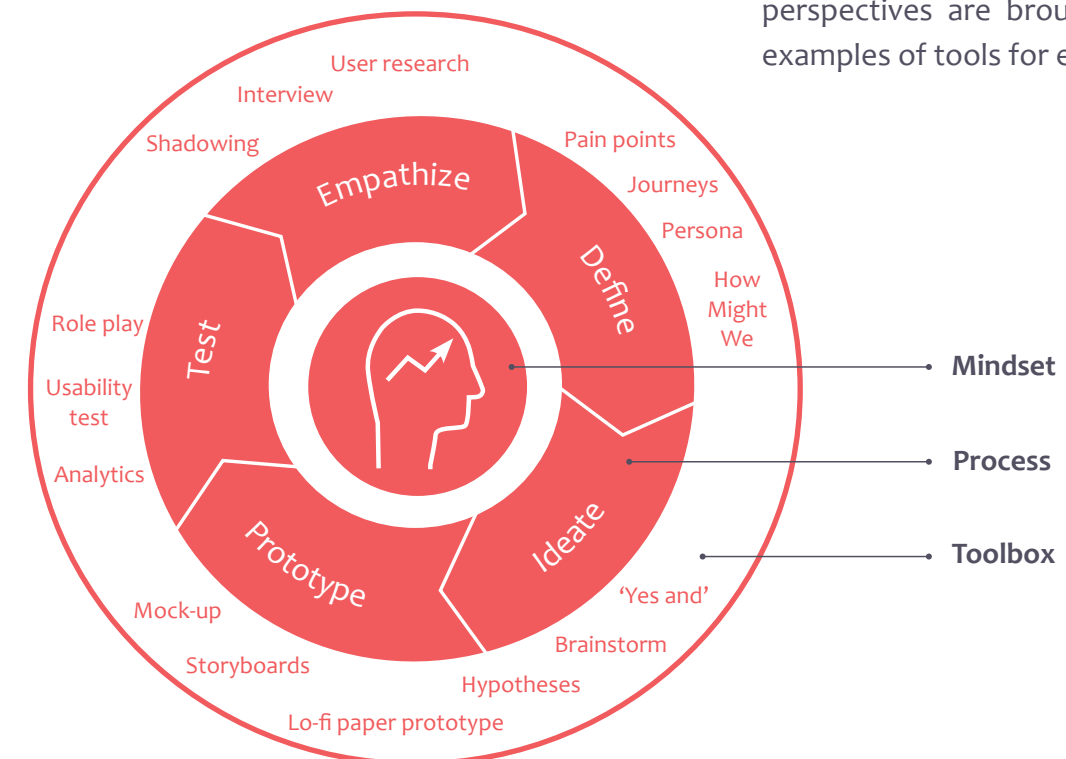 perspectives are brou
examples of tools for e
User research
Interview
Shadowing
Empathize
Pain points
Journeys
Persona
How
Might
We
Define
Mindset
Process
Toolbox
Ideate
'Yes and'
Brainstorm
Hypotheses
Prototype
Mock-up
Storyboards
Lo-fi paper prototype
Test
Role play
Usability
test
Analytics